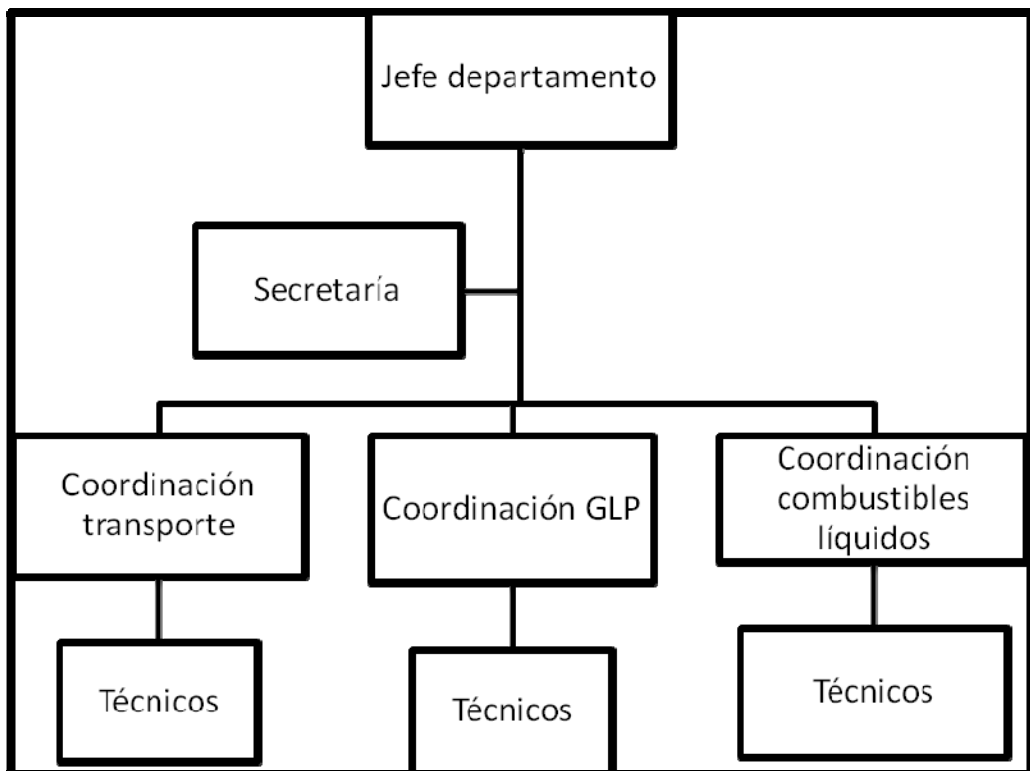 Jefe departamento
Secretaría
Coordinación
transporte
Coordinación GLP
Coordinación
combustibles
líquidos
Técnicos
Técnicos
Técnicos